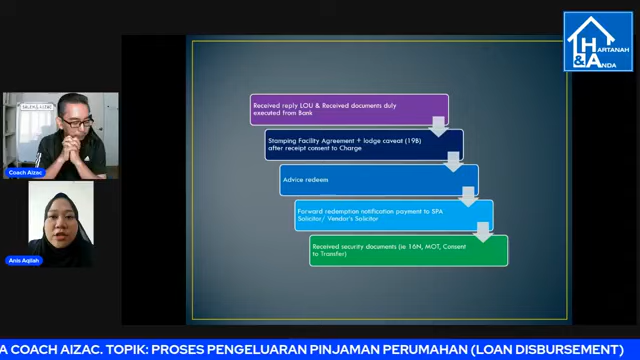 HARTANAH
& ANDA
Received reply LOU & Received documents duly
executed from Bank
Stamping Facility Agreement + lodge caveat (19B)
after receipt consent to Charge
Advice redeem
Forward redemption notification payment to SPA
Solicitor/ Vendor's Solicitor
Received security documents (ie 16N, MOT, Consent
to Transfer)
Coach Aizac
Anis Aqilah
A COACH AIZAC. TOPIK: PROSES PENGELUARAN PINJAMAN PERUMAHAN (LOAN DISBURSEMENT)